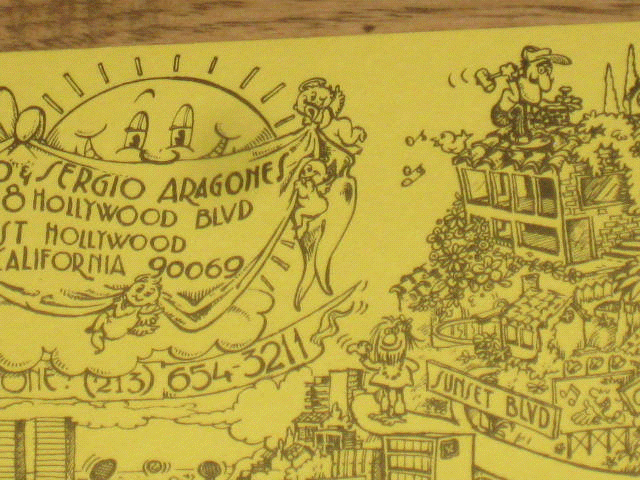 & SERGIO ARAGONES
8 HOLLYWOOD BLVD
ST HOLLYWOOD
CALIFORNIA 90069
ONE: (213) 654-3211
SUNSET BLVD